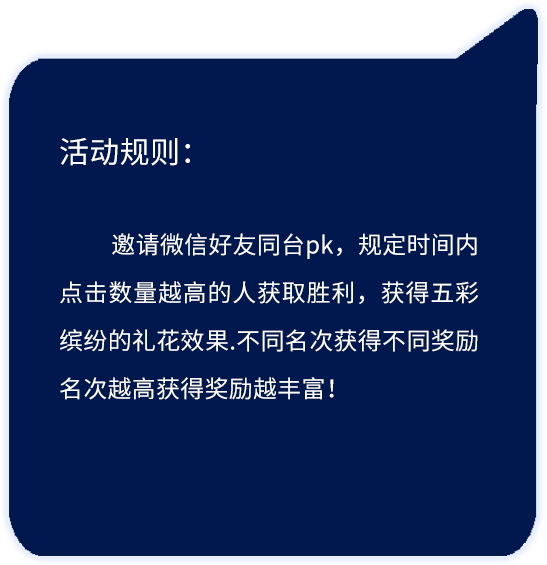 活动规则：
邀请微信好友同台pk，规定时间内
点击数量越高的人获取胜利，获得五彩
缤纷的礼花效果.不同名次获得不同奖励
名次越高获得奖励越丰富！